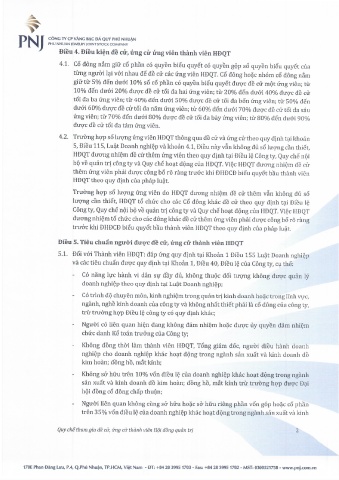 PNJ
CÔNG TY CP VÀNG BẠC ĐÁ QUÝ PHÚ NHUẬN
PHU NHUAN JEWELRY JOINT STOCK COMPANY
Điều 4. Điều kiện đề cử, ứng cử ứng viên thành viên HĐQT
4.1. Cổ đông nắm giữ cổ phần có quyền biểu quyết có quyền gộp số quyền biểu quyết của
từng người lại với nhau để đề cử các ứng viên HĐQT. Cổ đông hoặc nhóm cổ đông nắm
giữ từ 5% đến dưới 10% số cổ phần có quyền biểu quyết được đề cử một ứng viên; từ
10% đến dưới 20% được đề cử tối đa hai ứng viên; từ 20% đến dưới 40% được đề cử
tối đa ba ứng viên; từ 40% đến dưới 50% được đề cử tối đa bốn ứng viên; từ 50% đến
dưới 60% được đề cử tối đa năm ứng viên; từ 60% đến dưới 70% được đề cử tối đa sáu
ứng viên; từ 70% đến dưới 80% được đề cử tối đa bảy ứng viên; từ 80% đến dưới 90%
được đề cử tối đa tám ứng viên.
4.2. Trường hợp số lượng ứng viên HĐQT thông qua đề cử và ứng cử theo quy định tại khoản
5, Điều 115, Luật Doanh nghiệp và khoản 4.1, Điều này vẫn không đủ số lượng cần thiết,
HĐQT đương nhiệm đề cử thêm ứng viên theo quy định tại Điều lệ Công ty, Quy chế nội
bộ về quản trị công ty và Quy chế hoạt động của HĐQT. Việc HĐQT đương nhiệm đề cử
thêm ứng viên phải được công bố rõ ràng trước khi ĐHĐCĐ biểu quyết bầu thành viên
HĐQT theo quy định của pháp luật.
Trường hợp số lượng ứng viên do HĐQT đương nhiệm đề cử thêm vẫn không đủ số
lượng cần thiết, HĐQT tổ chức cho các Cổ đông khác đề cử theo quy định tại Điều lệ
Công ty, Quy chế nội bộ về quản trị công ty và Quy chế hoạt động của HĐQT. Việc HĐQT
đương nhiệm tổ chức cho các cổ đông khác đề cử thêm ứng viên phải được công bố rõ ràng
trước khi ĐHĐCĐ biểu quyết bầu thành viên HĐQT theo quy định của pháp luật.
Điều 5. Tiêu chuẩn người được đề cử, ứng cử thành viên HĐQT
5.1. Đối với Thành viên HĐQT: đáp ứng quy định tại Khoản 1 Điều 155 Luật Doanh nghiệp
và các tiêu chuẩn được quy định tại Khoản 1, Điều 40, Điều lệ của Công ty, cụ thể:
- Có năng lực hành vi dân sự đầy đủ, không thuộc đối tượng không được quản lý
doanh nghiệp theo quy định tại Luật Doanh nghiệp;
- Có trình độ chuyên môn, kinh nghiệm trong quản trị kinh doanh hoặc trong lĩnh vực,
ngành, nghề kinh doanh của công ty và không nhất thiết phải là cổ đông của công ty,
trừ trường hợp Điều lệ công ty có quy định khác;
- Người có liên quan hiện đang không đảm nhiệm hoặc được ủy quyền đảm nhiệm
chức danh Kế toán trưởng của Công ty;
- Không đồng thời làm thành viên HĐQT, Tổng giám đốc, người điều hành doanh
nghiệp cho doanh nghiệp khác hoạt động trong ngành sản xuất và kinh doanh đồ
kim hoàn; đồng hồ, mắt kính;
- Không sở hữu trên 10% vốn điều lệ của doanh nghiệp khác hoạt động trong ngành
sản xuất và kinh doanh đồ kim hoàn; đồng hồ, mắt kính trừ trường hợp được Đại
hội đồng cổ đông chấp thuận;
- Người liên quan không cùng sở hữu hoặc sở hữu riêng phần vốn góp hoặc cổ phần
trên 35% vốn điều lệ của doanh nghiệp khác hoạt động trong ngành sản xuất và kinh
Quy chế tham gia đề cử, ứng cử thành viên Hội đồng quản trị
2
170E Phan Đăng Lưu, P.4, Q.Phú Nhuận, TP.HCM, Việt Nam - ĐT: +84 28 3995 1703 - Fax: +84 28 3995 1702 - MST: 0300521758 - www.pnj.com.vn